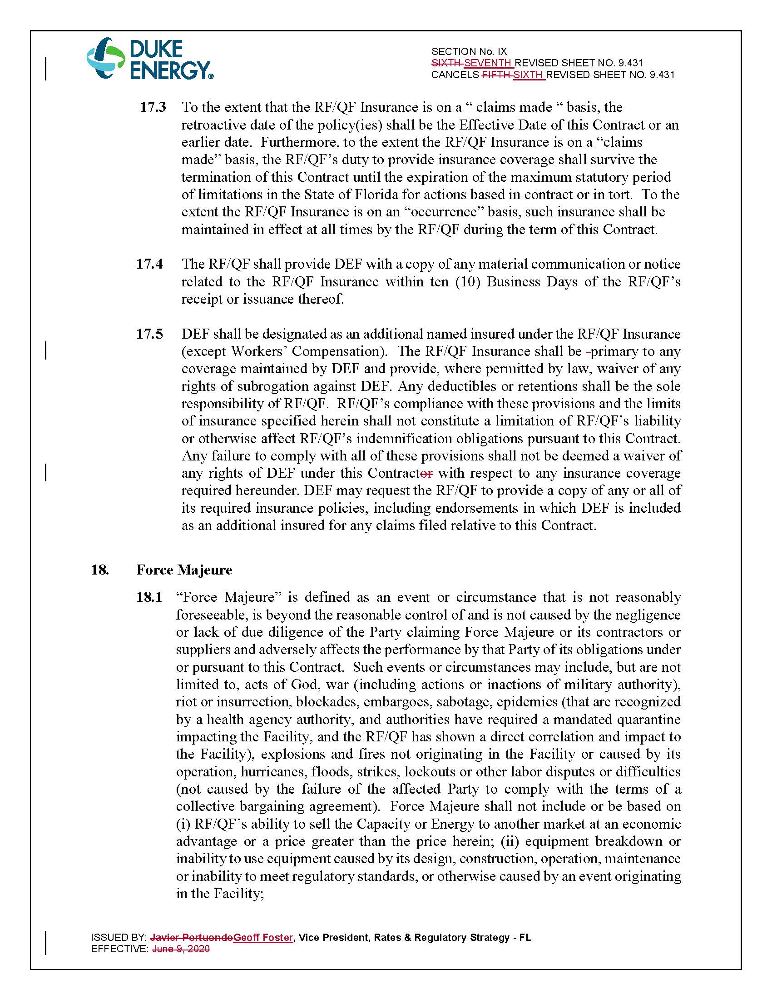 DUKE
ENERGY®
SECTION No. IX
SIXTH SEVENTH REVISED SHEET NO. 9.431
CANCELS FIFTH SIXTH REVISED SHEET NO. 9.431
17.3 To the extent that the RF/QF Insurance is on a “ claims made “ basis, the
retroactive date of the policy(ies) shall be the Effective Date of this Contract or an
earlier date. Furthermore, to the extent the RF/QF Insurance is on a “claims
made” basis, the RF/QF’s duty to provide insurance coverage shall survive the
termination of this Contract until the expiration of the maximum statutory period
of limitations in the State of Florida for actions based in contract or in tort. To the
extent the RF/QF Insurance is on an “occurrence” basis, such insurance shall be
maintained in effect at all times by the RF/QF during the term of this Contract.
17.4 The RF/QF shall provide DEF with a copy of any material communication or notice
related to the RF/QF Insurance within ten (10) Business Days of the RF/QF’s
receipt or issuance thereof.
17.5 DEF shall be designated as an additional named insured under the RF/QF Insurance
(except Workers’ Compensation). The RF/QF Insurance shall be -primary to any
coverage maintained by DEF and provide, where permitted by law, waiver of any
rights of subrogation against DEF. Any deductibles or retentions shall be the sole
responsibility of RF/QF. RF/QF’s compliance with these provisions and the limits
of insurance specified herein shall not constitute a limitation of RF/QF’s liability
or otherwise affect RF/QF’s indemnification obligations pursuant to this Contract.
Any failure to comply with all of these provisions shall not be deemed a waiver of
any rights of DEF under this Contractor with respect to any insurance coverage
required hereunder. DEF may request the RF/QF to provide a copy of any or all of
its required insurance policies, including endorsements in which DEF is included
as an additional insured for any claims filed relative to this Contract.
18. Force Majeure
18.1 “Force Majeure” is defined as an event or circumstance that is not reasonably
foreseeable, is beyond the reasonable control of and is not caused by the negligence
or lack of due diligence of the Party claiming Force Majeure or its contractors or
suppliers and adversely affects the performance by that Party of its obligations under
or pursuant to this Contract. Such events or circumstances may include, but are not
limited to, acts of God, war (including actions or inactions of military authority),
riot or insurrection, blockades, embargoes, sabotage, epidemics (that are recognized
by a health agency authority, and authorities have required a mandated quarantine
impacting the Facility, and the RF/QF has shown a direct correlation and impact to
the Facility), explosions and fires not originating in the Facility or caused by its
operation, hurricanes, floods, strikes, lockouts or other labor disputes or difficulties
(not caused by the failure of the affected Party to comply with the terms of a
collective bargaining agreement). Force Majeure shall not include or be based on
(i) RF/QF’s ability to sell the Capacity or Energy to another market at an economic
advantage or a price greater than the price herein; (ii) equipment breakdown or
inability to use equipment caused by its design, construction, operation, maintenance
or inability to meet regulatory standards, or otherwise caused by an event originating
in the Facility;
ISSUED BY: Javier PortuondoGeoff Foster, Vice President, Rates & Regulatory Strategy - FL
EFFECTIVE: June 9, 2020